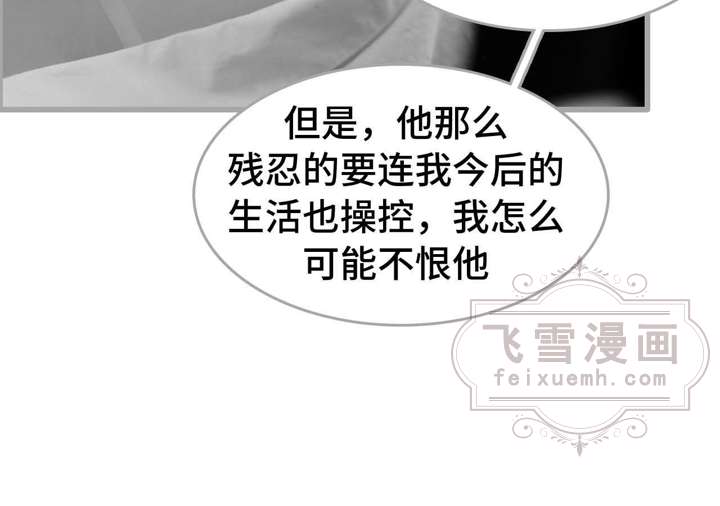 但是，他那么
残忍的要连我今后的
生活也操控，我怎么
可能不恨他
飞雪漫画
feixuemh.com